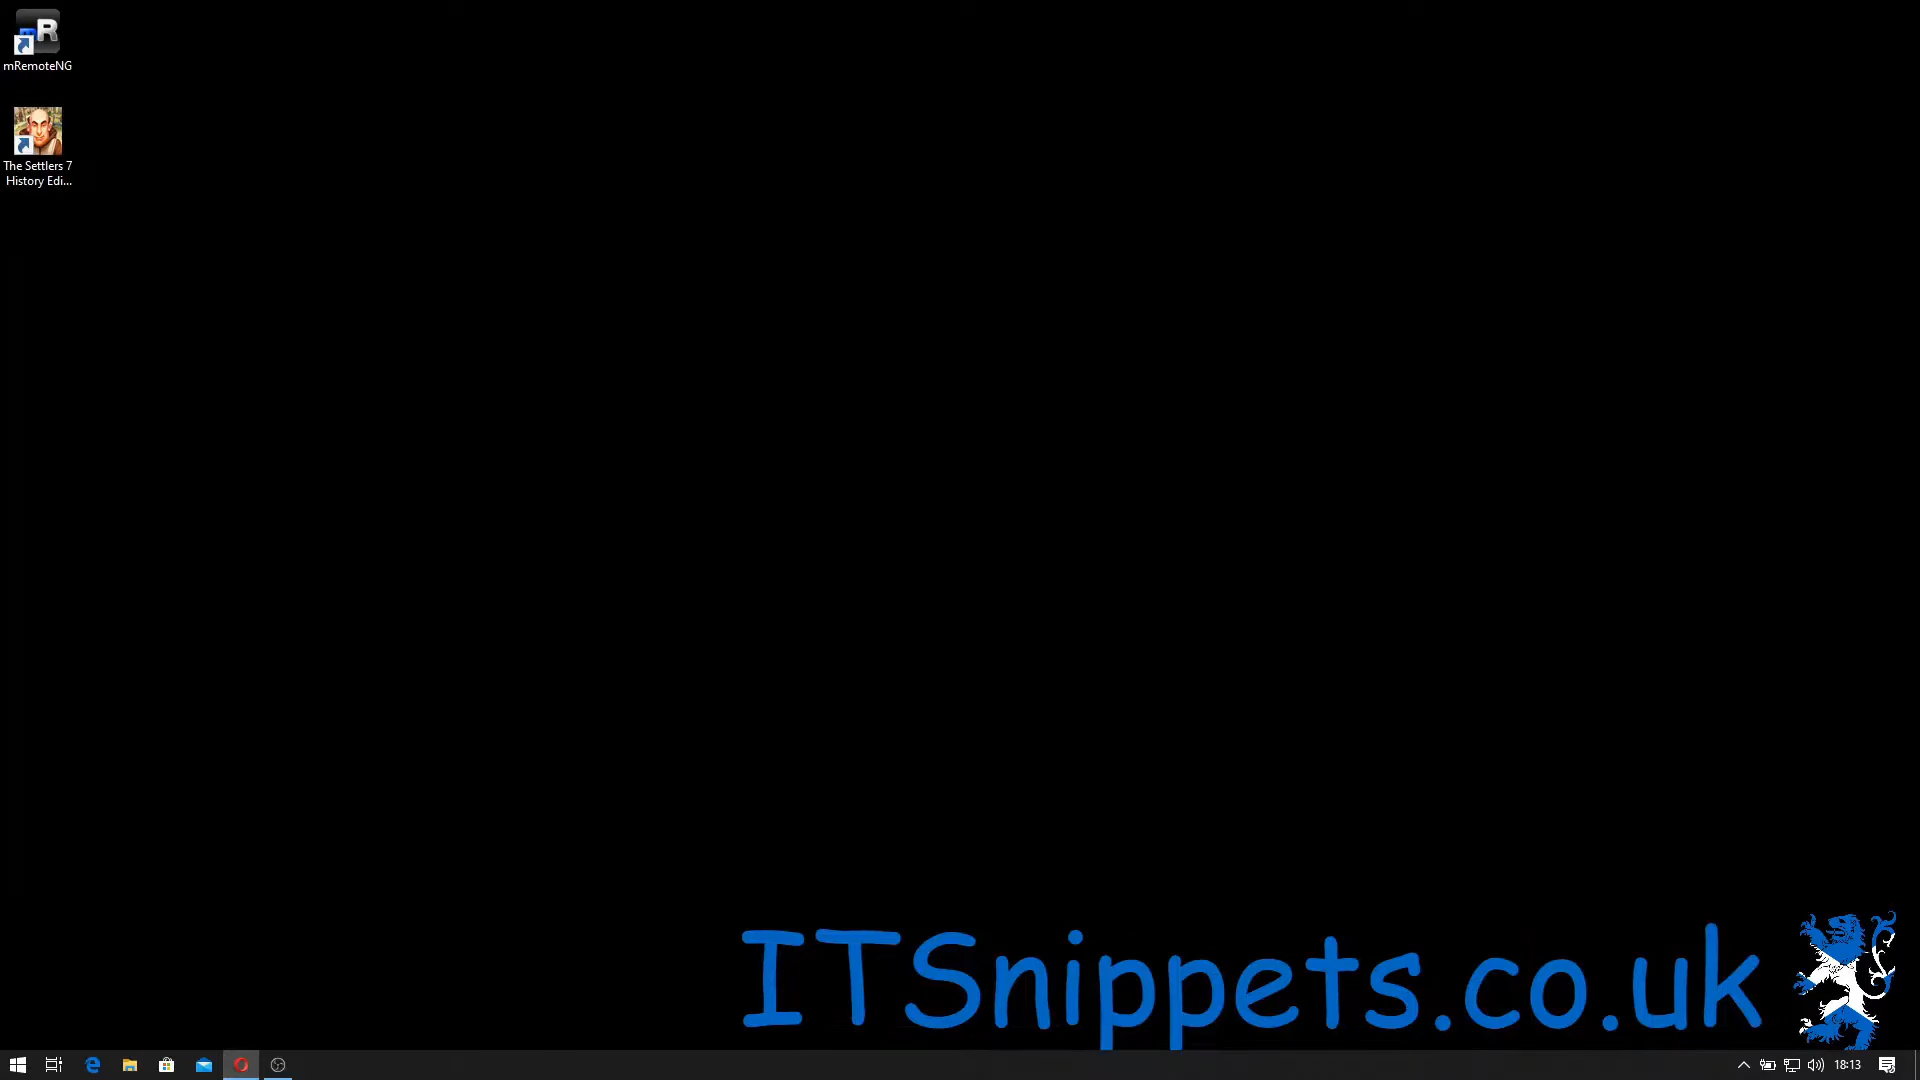 mRemoteNG
The Settlers 7
History Edi...
ITSnippets.co.uk
18:13